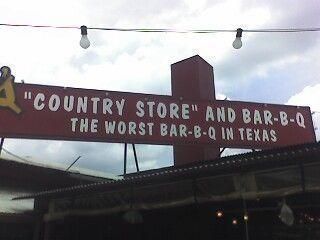 "COUNTRY STORE" AND BAR-B-Q
THE WORST BAR-B-Q IN TEXAS